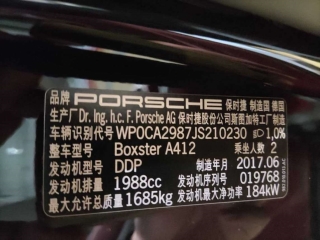 品牌 PORSCHE 保时捷 制造国 德国
生产厂Dr. Ing. h.c. F. Porsche AG 保时捷股份公司斯图加特工厂制造
车辆识别代号 WP0CA2987JS210230 1,0%
整车型号 Boxster A412 乘坐人数 2
发动机型号 DDP 制造年月 2017.06
发动机排量 1988cc 发动机序列号 019768
最大允许总质量 1685kg 发动机最大净功率 184kW